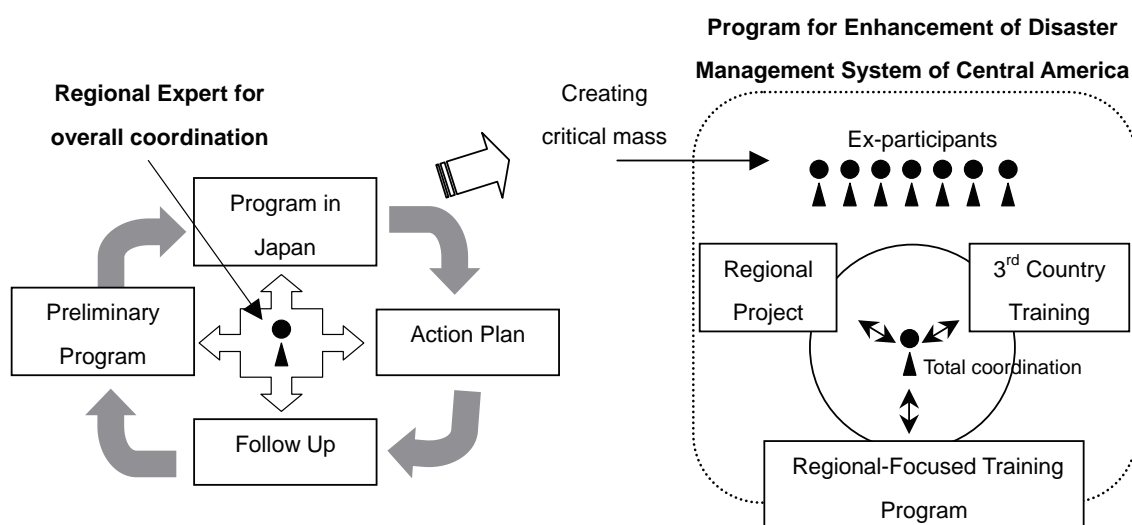 Program for Enhancement of Disaster
Management System of Central America
Regional Expert for
overall coordination
Creating
critical mass
Ex-participants
Program in
Japan
Preliminary
Program
Action Plan
Follow Up
Regional
Project
3rd Country
Training
Total coordination
Regional-Focused Training
Program